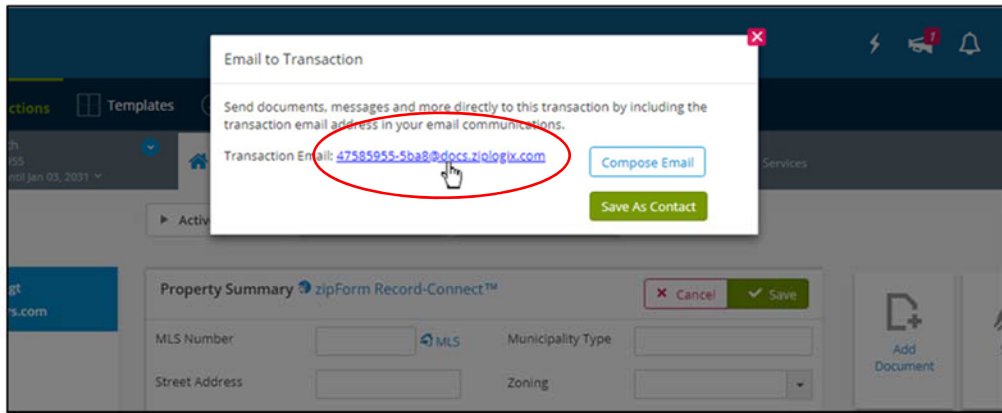 Email to Transaction
1
ctions
Templates
Send documents, messages and more directly to this transaction by including the
transaction email address in your email communications.
Transaction Email: 47585955-5ba8@docs.ziplogix.com
Compose Email
Save As Contact
955
ntil Jan 03, 2031
Services
Activ
gt
rs.com
Property Summary zipForm Record-Connect™
Cancel
Save
MLS Number
MLS
Municipality Type
Street Address
Zoning
Add
Document